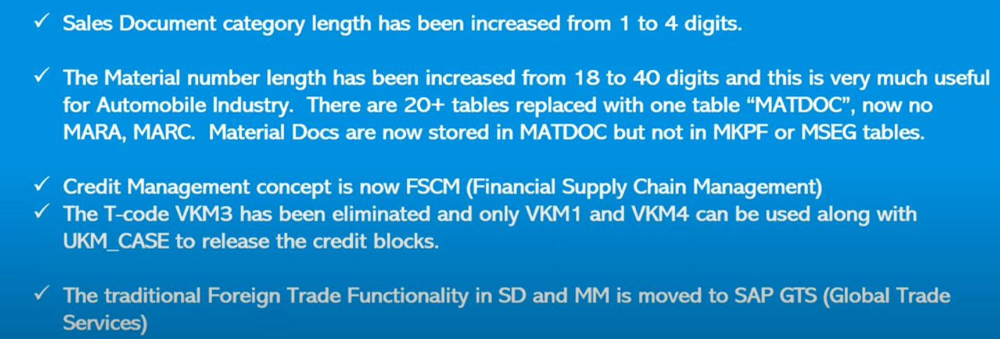 ✓ Sales Document category length has been increased from 1 to 4 digits.
✓ The Material number length has been increased from 18 to 40 digits and this is very much useful
for Automobile Industry.  There are 20+ tables replaced with one table “MATDOC”, now no
MARA, MARC.  Material Docs are now stored in MATDOC but not in MKPF or MSEG tables.
✓ Credit Management concept is now FSCM (Financial Supply Chain Management)
✓ The T-code VKM3 has been eliminated and only VKM1 and VKM4 can be used along with
UKM_CASE to release the credit blocks.
✓ The traditional Foreign Trade Functionality in SD and MM is moved to SAP GTS (Global Trade
Services)